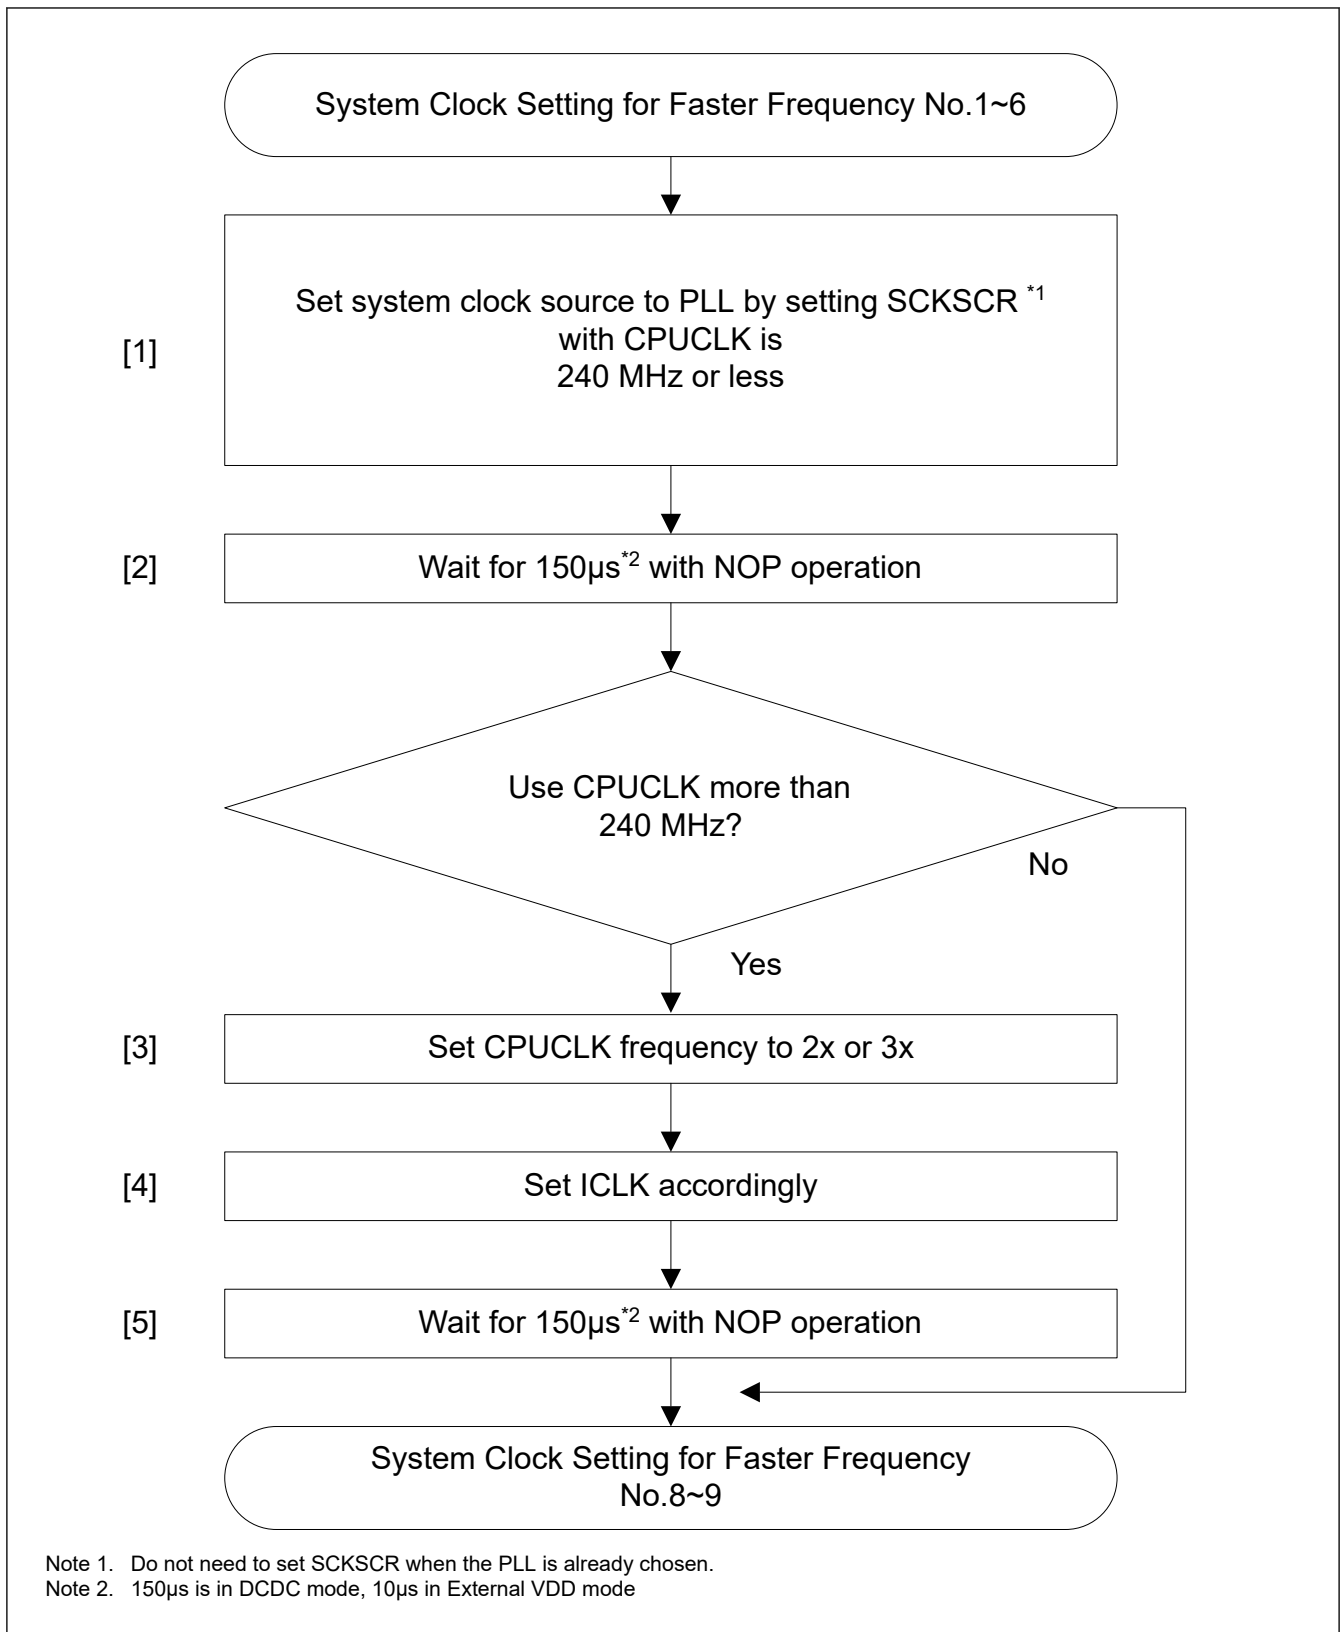 System Clock Setting for Faster Frequency No.1~6
[1]
Set system clock source to PLL by setting SCKSCR *1
with CPUCLK is
240 MHz or less
[2]
Wait for 150µs*2 with NOP operation
Use CPUCLK more than
240 MHz?
No
Yes
[3]
Set CPUCLK frequency to 2x or 3x
[4]
Set ICLK accordingly
[5]
Wait for 150µs*2 with NOP operation
System Clock Setting for Faster Frequency
No.8~9
Note 1. Do not need to set SCKSCR when the PLL is already chosen.
Note 2. 150µs is in DCDC mode, 10µs in External VDD mode